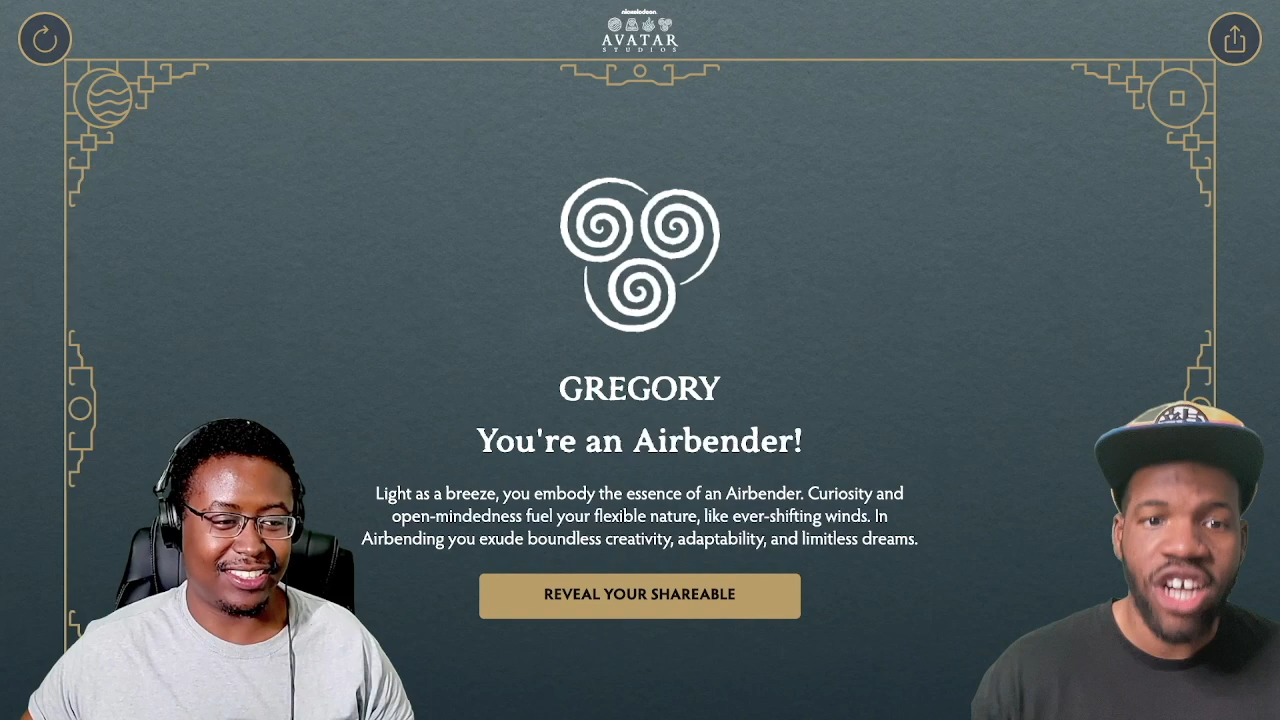 nickelodeon
AVATAR
STUDIOS
GREGORY
You're an Airbender!
Light as a breeze, you embody the essence of an Airbender. Curiosity and
open-mindedness fuel your flexible nature, like ever-shifting winds. In
Airbending you exude boundless creativity, adaptability, and limitless dreams.
REVEAL YOUR SHAREABLE